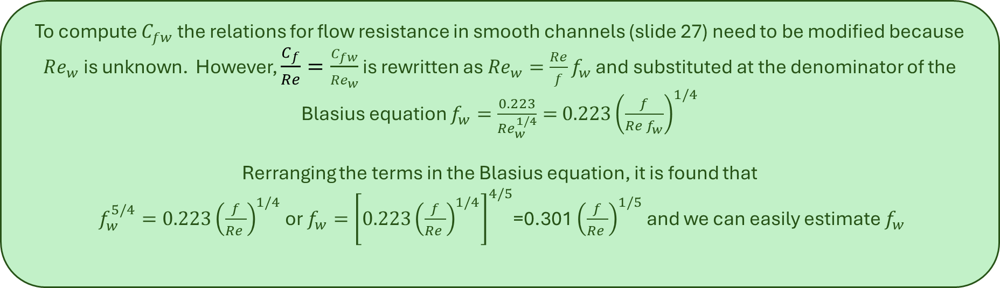 To compute $C_{fw}$ the relations for flow resistance in smooth channels (slide 27) need to be modified because
$Re_w$ is unknown. However, $\frac{C_f}{Re} = \frac{C_{fw}}{Re_w}$ is rewritten as $Re_w = \frac{Re}{f} f_w$ and substituted at the denominator of the
Blasius equation $f_w = \frac{0.223}{Re_w^{1/4}} = 0.223 \left(\frac{f}{Re\ f_w}\right)^{1/4}$
Rerranging the terms in the Blasius equation, it is found that
$f_w^{5/4} = 0.223 \left(\frac{f}{Re}\right)^{1/4}$ or $f_w = \left[0.223 \left(\frac{f}{Re}\right)^{1/4}\right]^{4/5}$ =0.301 $\left(\frac{f}{Re}\right)^{1/5}$ and we can easily estimate $f_w$